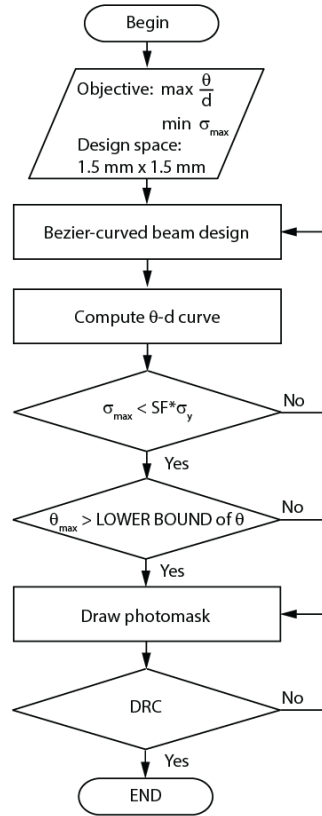 Begin
Objective: max θ/d
min σmax
Design space:
1.5 mm x 1.5 mm
Bezier-curved beam design
Compute θ-d curve
σmax < SF*σy
No
Yes
θmax > LOWER BOUND of θ
No
Yes
Draw photomask
DRC
No
Yes
END